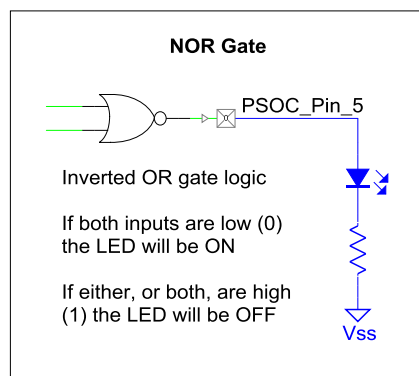 NOR Gate
PSOC_Pin_5
Inverted OR gate logic
If both inputs are low (0)
the LED will be ON
If either, or both, are high
(1) the LED will be OFF
Vss